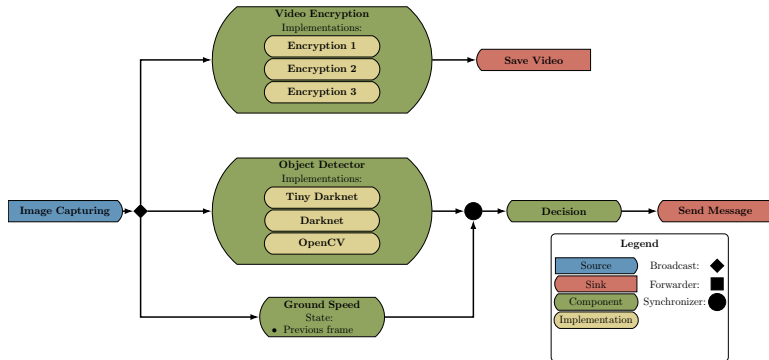 Video Encryption
Implementations:
Encryption 1
Encryption 2
Encryption 3
Save Video
Object Detector
Implementations:
Tiny Darknet
Darknet
OpenCV
Image Capturing
Decision
Send Message
Ground Speed
State:
• Previous frame
Legend
Source
Broadcast:
Sink
Forwarder:
Component
Synchronizer:
Implementation